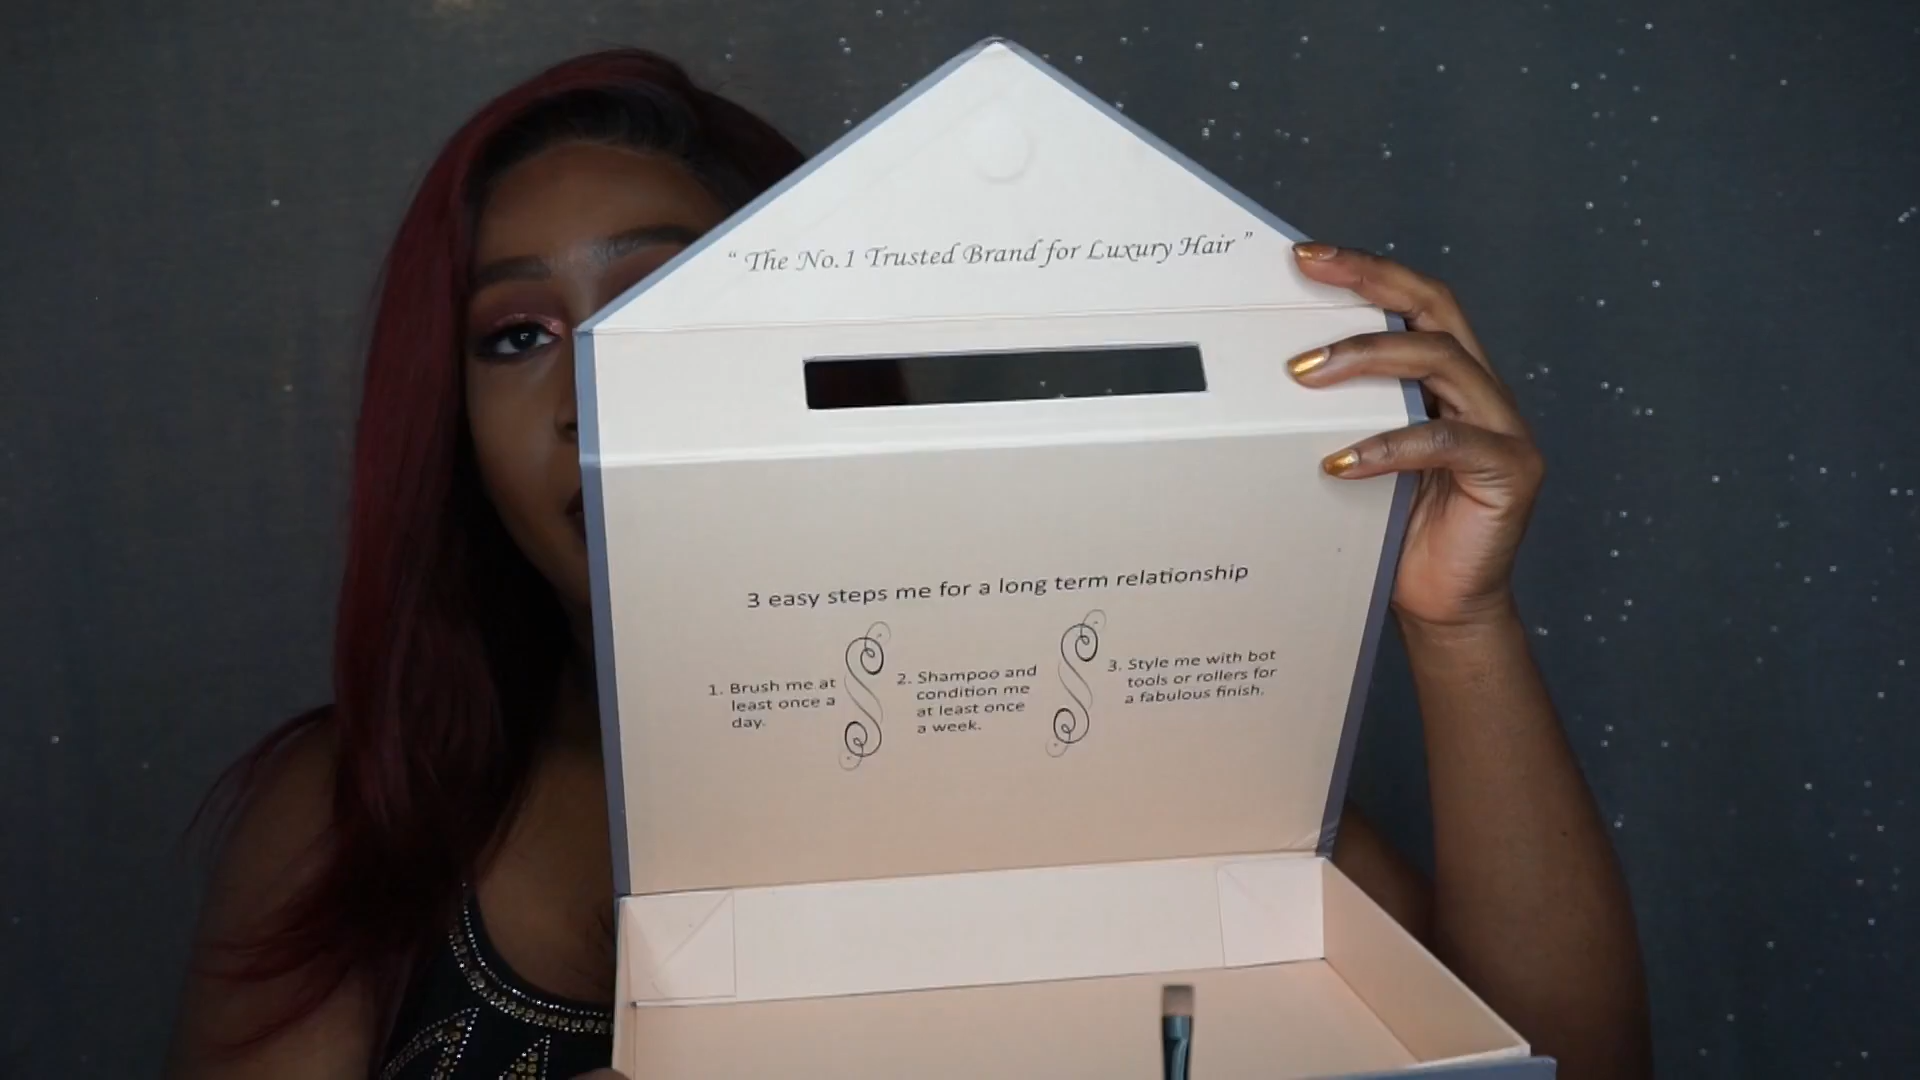 “ The No.1 Trusted Brand for Luxury Hair ”
3 easy steps me for a long term relationship
1. Brush me at
least once a
day.
2. Shampoo and
condition me
at least once
a week.
3. Style me with bot
tools or rollers for
a fabulous finish.